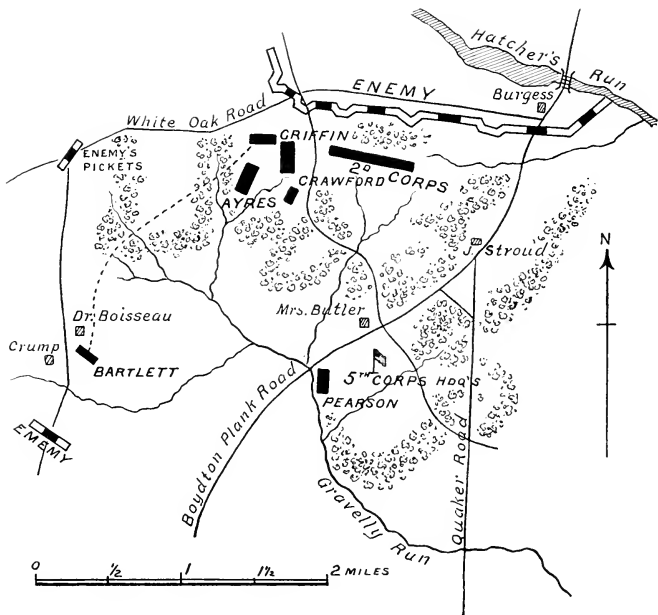 Hatcher's Run
ENEMY
Burgess
White Oak Road
GRIFFIN
ENEMY'S
PICKETS
2D CORPS
CRAWFORD
AYRES
J. Stroud
N
Dr. Boisseau
Mrs. Butler
Crump
BARTLETT
5TH CORPS HDQ'S
PEARSON
EMEMY
Boydton Plank Road
Quaker Road
Gravelly Run
0 1/2 1 1 1/2 2 MILES